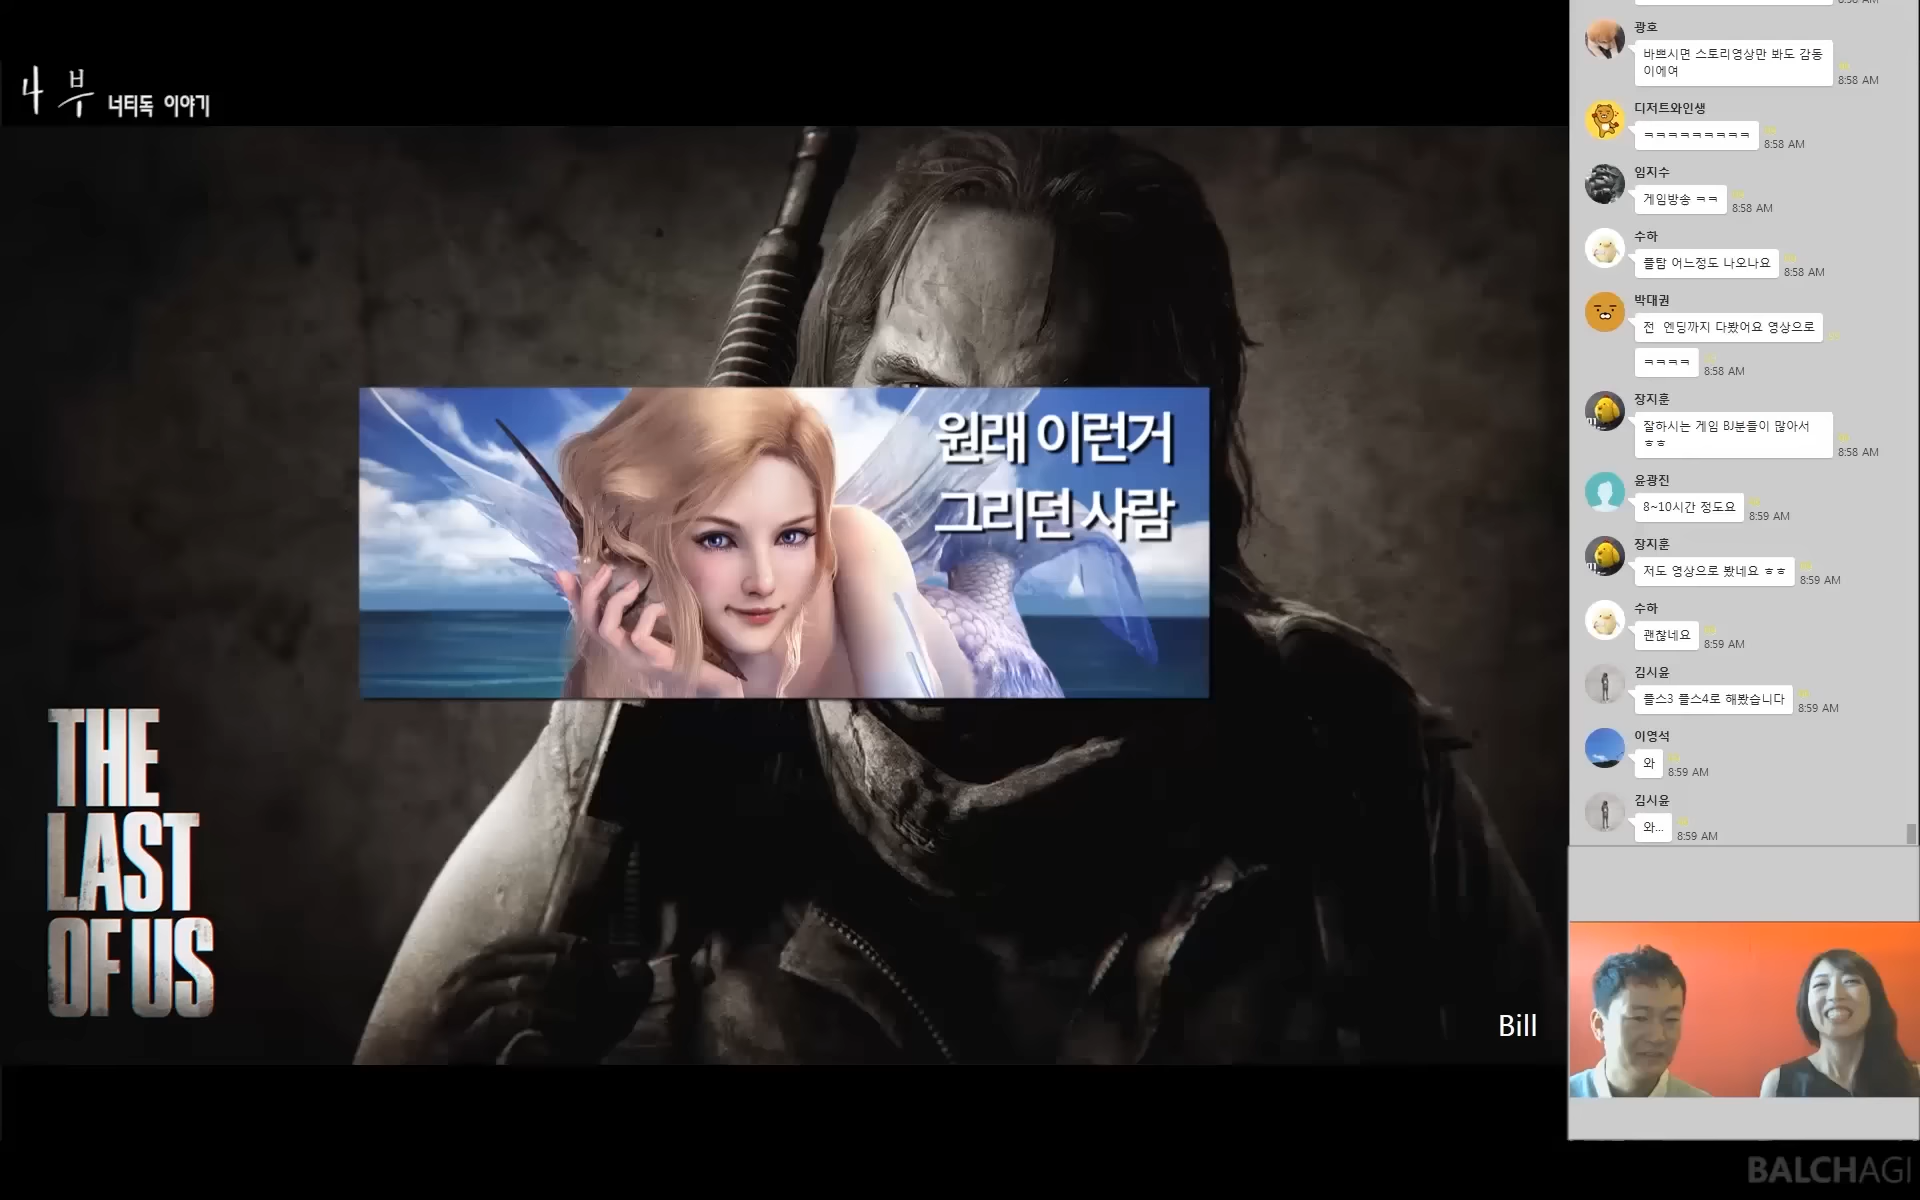 4부 너티독 이야기
원래 이런거
그리던 사람
THE
LAST
OF US
Bill
8:58 AM
광호
바쁘시면 스토리영상만 봐도 감동
이에여
8:58 AM
디저트와인생
ㅋㅋㅋㅋㅋㅋㅋㅋㅋ
8:58 AM
임지수
게임방송 ㅋㅋ
8:58 AM
수하
플탐 어느정도 나오나요
8:58 AM
박대권
전 엔딩까지 다봤어요 영상으로
ㅋㅋㅋㅋ
8:58 AM
장지훈
잘하시는 게임 BJ분들이 많아서
ㅎㅎ
8:58 AM
윤광진
8~10시간 정도요
8:59 AM
장지훈
저도 영상으로 봤네요 ㅎㅎ
8:59 AM
수하
괜찮네요
8:59 AM
김시윤
플스3 플스4로 해봤습니다
8:59 AM
이영석
와
8:59 AM
김시윤
와...
8:59 AM
BALCHAGI